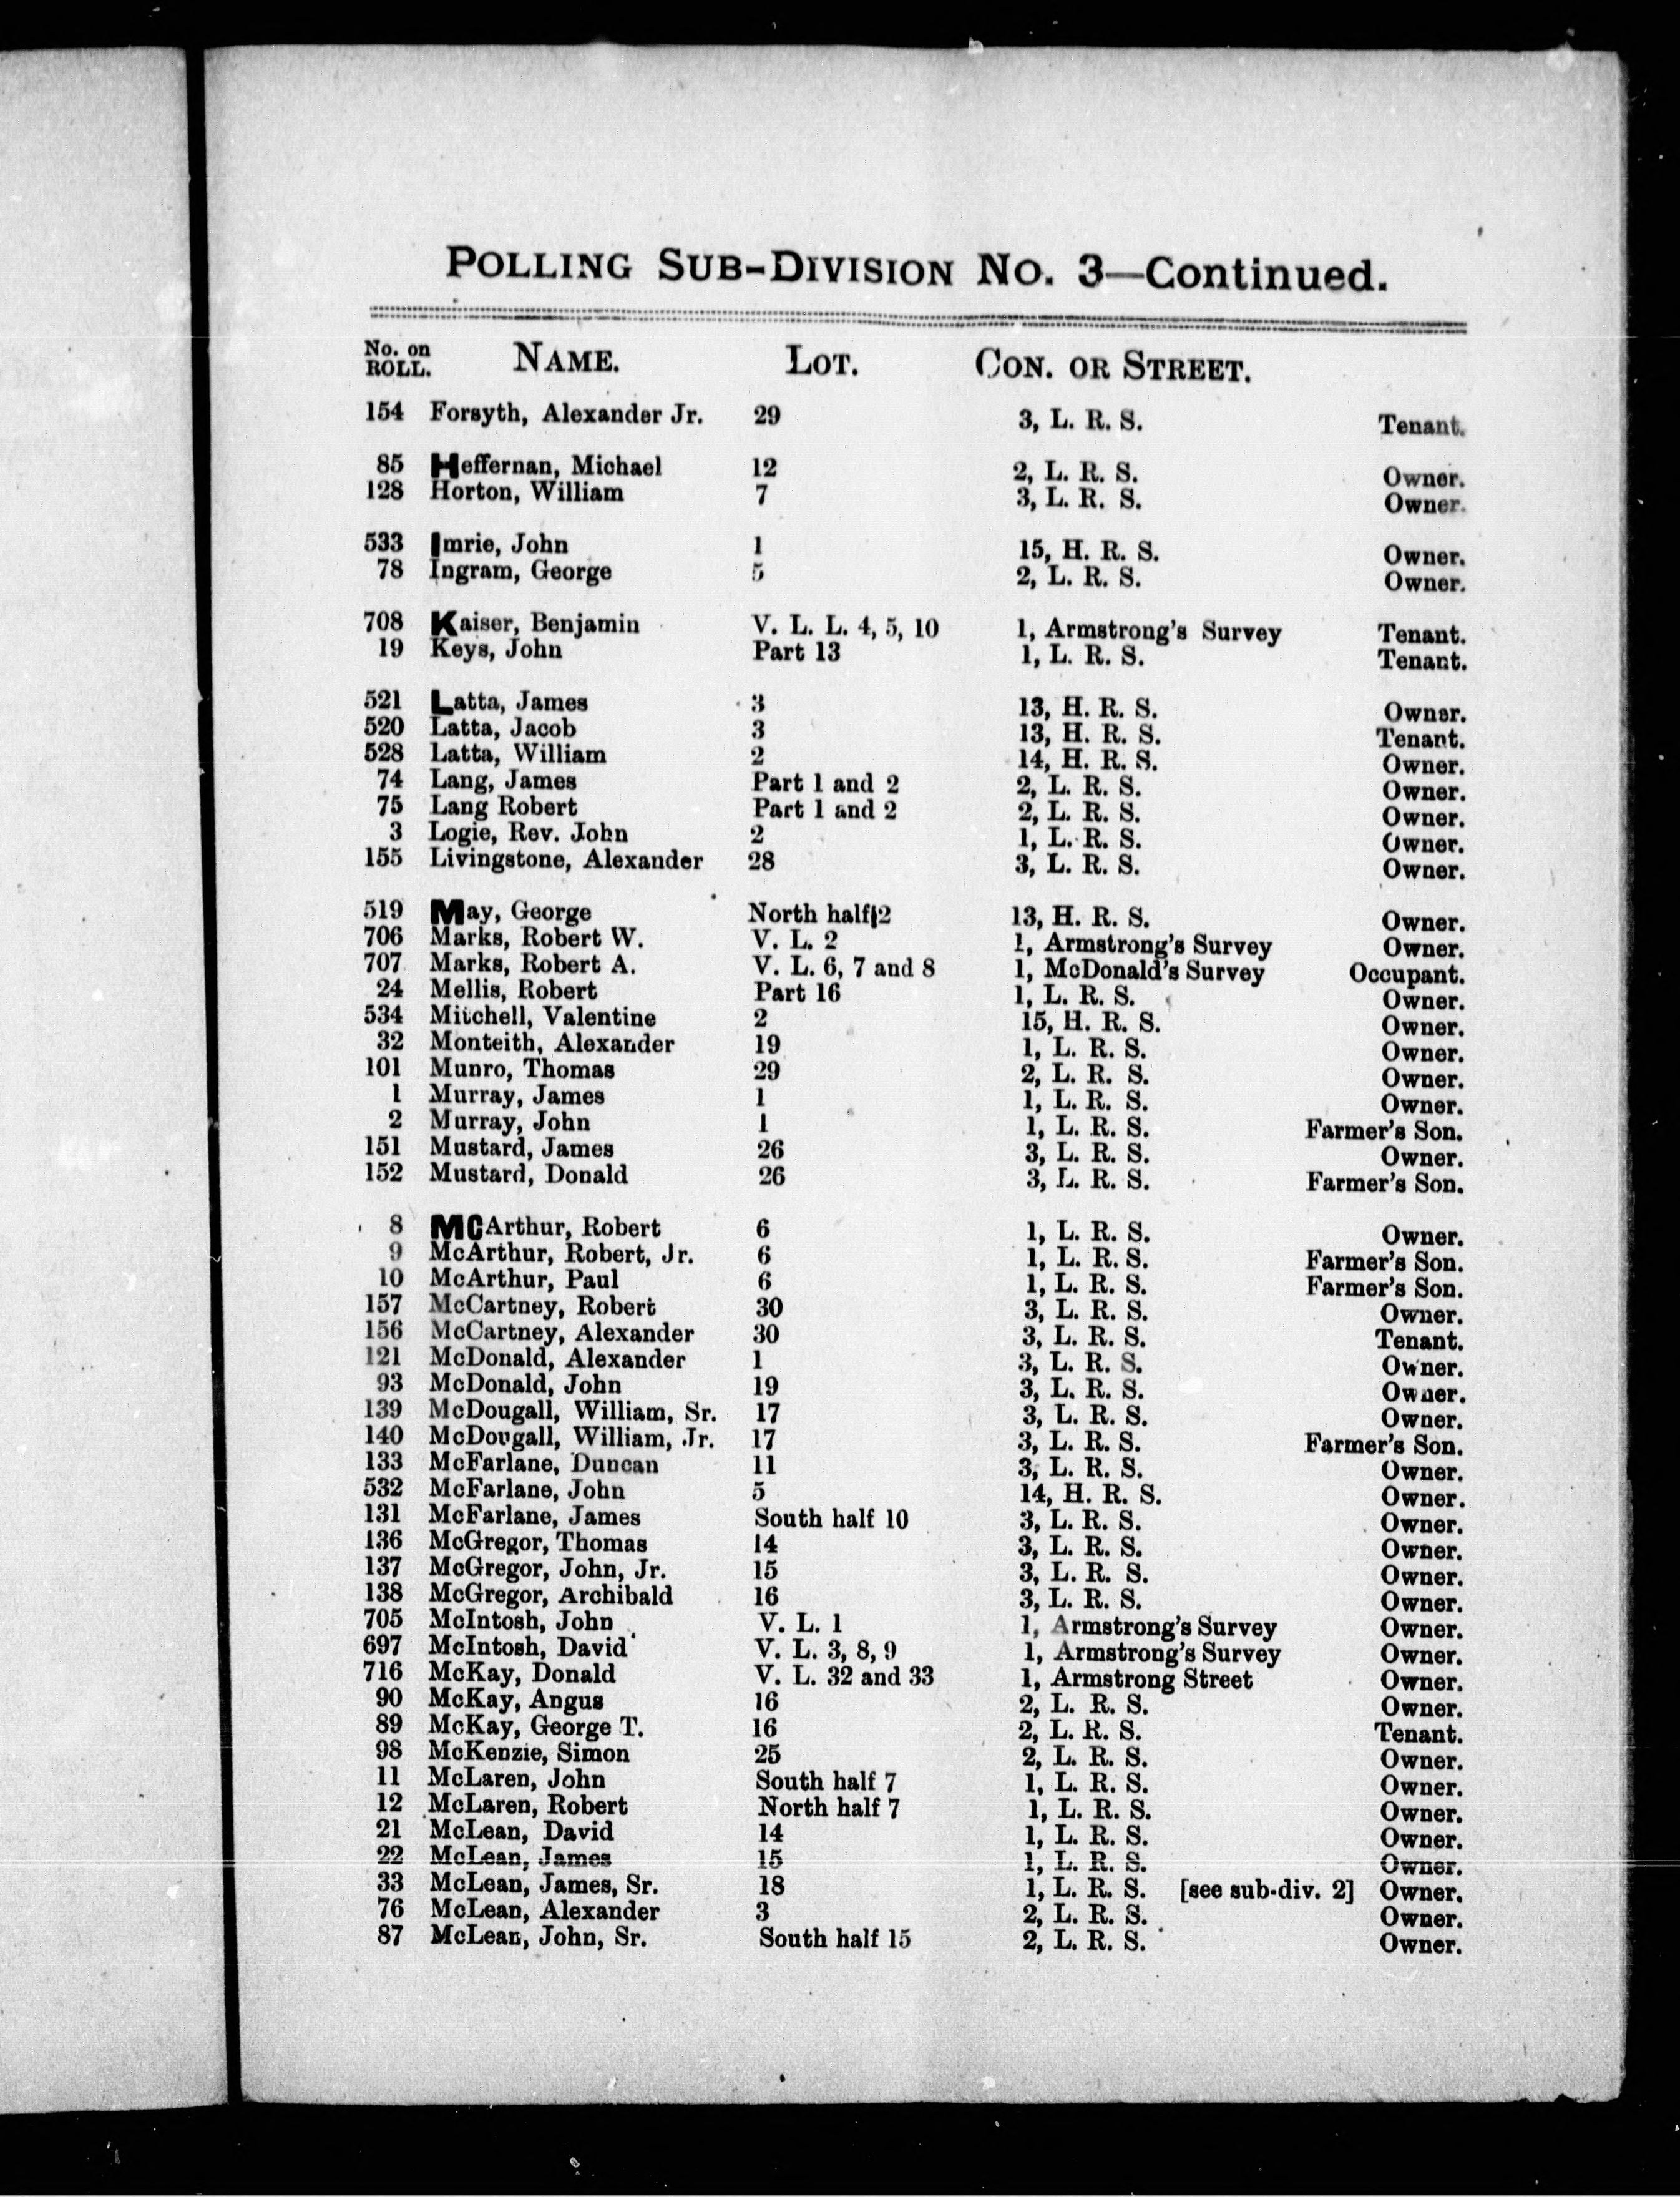 POLLING SUB-DIVISION NO. 3—Continued.
No. on ROLL. NAME. LOT. CON. OR STREET.
154 Forsyth, Alexander Jr. 29 3, L. R. S. Tenant.
85 Heffernan, Michael 12 2, L. R. S. Owner.
128 Horton, William 7 3, L. R. S. Owner.
533 Imrie, John 1 15, H. R. S. Owner.
78 Ingram, George 5 2, L. R. S. Owner.
708 Kaiser, Benjamin V. L. L. 4, 5, 10 1, Armstrong's Survey Tenant.
19 Keys, John Part 13 1, L. R. S. Tenant.
521 Latta, James 3 13, H. R. S. Owner.
520 Latta, Jacob 3 13, H. R. S. Tenant.
528 Latta, William 2 14, H. R. S. Owner.
74 Lang, James Part 1 and 2 2, L. R. S. Owner.
75 Lang Robert Part 1 and 2 2, L. R. S. Owner.
3 Logie, Rev. John 2 1, L. R. S. Owner.
155 Livingstone, Alexander 28 3, L. R. S. Owner.
519 May, George North half 2 13, H. R. S. Owner.
706 Marks, Robert W. V. L. 2 1, Armstrong's Survey Owner.
707 Marks, Robert A. V. L. 6, 7 and 8 1, McDonald's Survey Occupant.
24 Mellis, Robert Part 16 1, L. R. S. Owner.
534 Mitchell, Valentine 2 15, H. R. S. Owner.
32 Monteith, Alexander 19 1, L. R. S. Owner.
101 Munro, Thomas 29 2, L. R. S. Owner.
1 Murray, James 1 1, L. R. S. Owner.
2 Murray, John 1 1, L. R. S. Farmer's Son.
151 Mustard, James 26 3, L. R. S. Owner.
152 Mustard, Donald 26 3, L. R. S. Farmer's Son.
8 McArthur, Robert 6 1, L. R. S. Owner.
9 McArthur, Robert, Jr. 6 1, L. R. S. Farmer's Son.
10 McArthur, Paul 6 1, L. R. S. Farmer's Son.
157 McCartney, Robert 30 3, L. R. S. Owner.
156 McCartney, Alexander 30 3, L. R. S. Tenant.
121 McDonald, Alexander 1 3, L. R. S. Owner.
93 McDonald, John 19 3, L. R. S. Owner.
139 McDougall, William, Sr. 17 3, L. R. S. Owner.
140 McDougall, William, Jr. 17 3, L. R. S. Farmer's Son.
133 McFarlane, Duncan 11 3, L. R. S. Owner.
532 McFarlane, John 5 14, H. R. S. Owner.
131 McFarlane, James South half 10 3, L. R. S. Owner.
136 McGregor, Thomas 14 3, L. R. S. Owner.
137 McGregor, John, Jr. 15 3, L. R. S. Owner.
138 McGregor, Archibald 16 3, L. R. S. Owner.
705 McIntosh, John V. L. 1 1, Armstrong's Survey Owner.
697 McIntosh, David V. L. 3, 8, 9 1, Armstrong's Survey Owner.
716 McKay, Donald V. L. 32 and 33 1, Armstrong Street Owner.
90 McKay, Angus 16 2, L. R. S. Owner.
89 McKay, George T. 16 2, L. R. S. Tenant.
98 McKenzie, Simon 25 2, L. R. S. Owner.
11 McLaren, John South half 7 1, L. R. S. Owner.
12 McLaren, Robert North half 7 1, L. R. S. Owner.
21 McLean, David 14 1, L. R. S. Owner.
22 McLean, James 15 1, L. R. S. Owner.
33 McLean, James, Sr. 18 1, L. R. S. [see sub-div. 2] Owner.
76 McLean, Alexander 3 2, L. R. S. Owner.
87 McLean, John, Sr. South half 15 2, L. R. S. Owner.